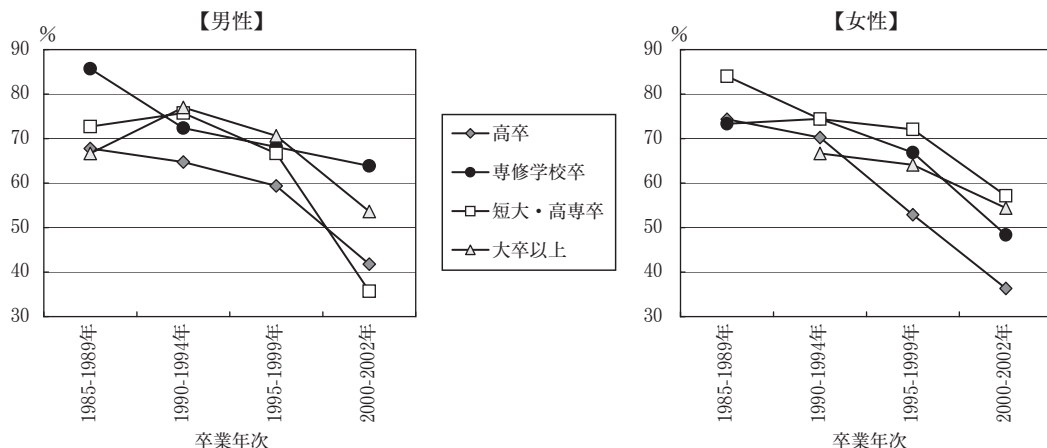 【男性】
%
90
80
70
60
50
40
30
1985-1989年
1990-1994年
1995-1999年
2000-2002年
卒業年次
高卒
専修学校卒
短大・高専卒
大卒以上
【女性】
%
90
80
70
60
50
40
30
1985-1989年
1990-1994年
1995-1999年
2000-2002年
卒業年次